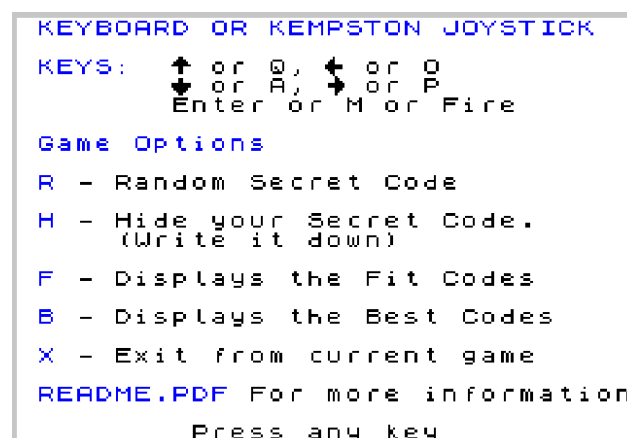 KEYBOARD OR KEMPSTON JOYSTICK
KEYS: ↑ or Q, ← or O
↓ or A, → or P
Enter or M or Fire
Game Options
R - Random Secret Code
H - Hide your Secret Code.
(Write it down)
F - Displays the Fit Codes
B - Displays the Best Codes
X - Exit from current game
README.PDF For more information
Press any key